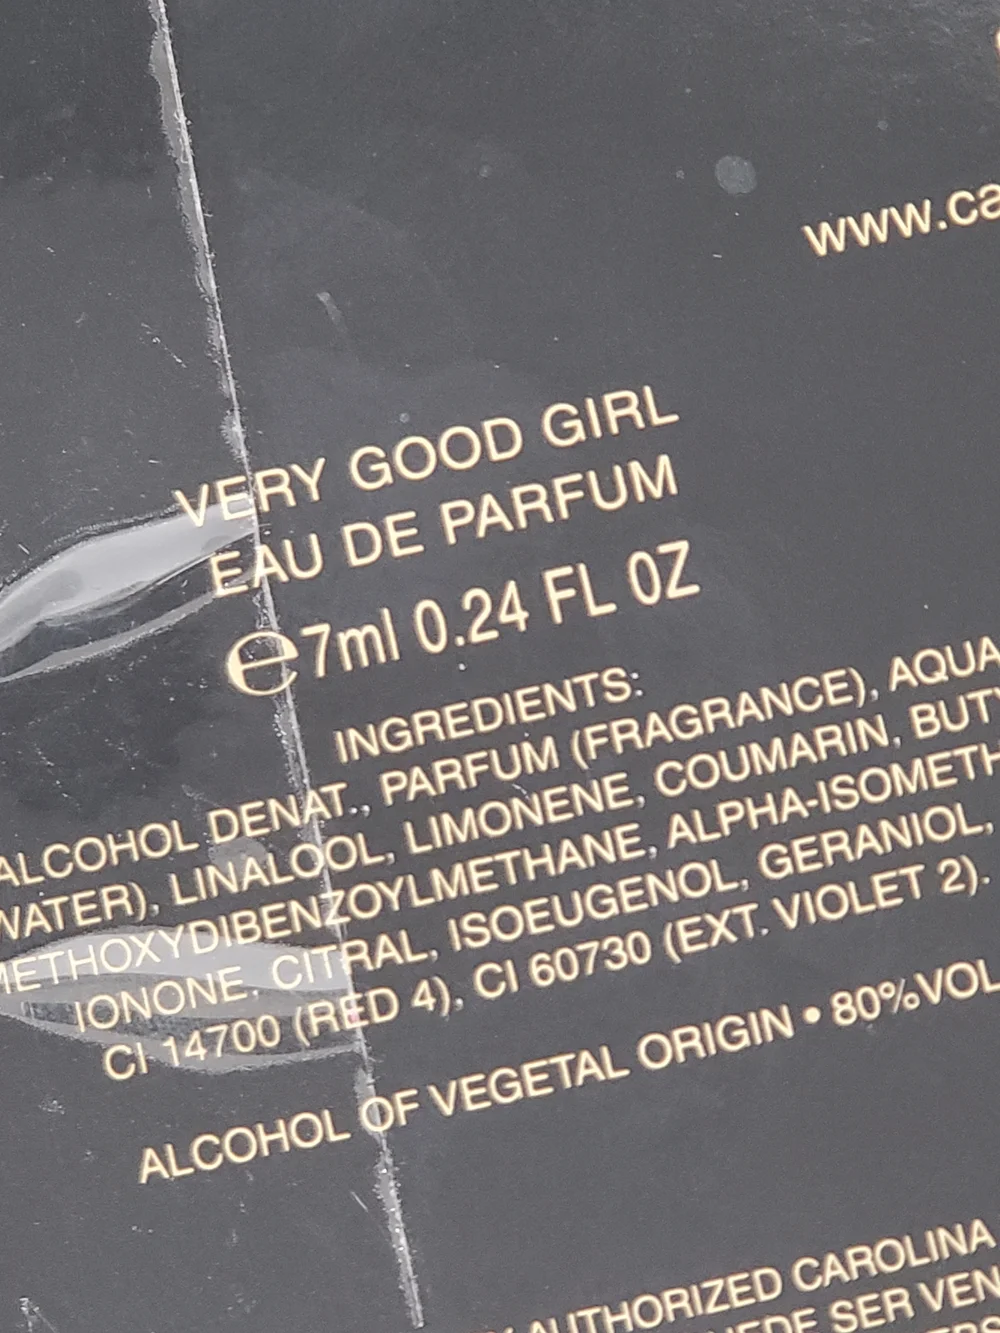 www.ca
VERY GOOD GIRL
EAU DE PARFUM
℮7ml 0.24 FL 0Z
INGREDIENTS:
ALCOHOL DENAT., PARFUM (FRAGRANCE), AQUA
WATER), LINALOOL, LIMONENE, COUMARIN, BUTY
METHOXYDIBENZOYLMETHANE, ALPHA-ISOMETH
IONONE, CITRAL, ISOEUGENOL, GERANIOL,
CI 14700 (RED 4), CI 60730 (EXT. VIOLET 2).
ALCOHOL OF VEGETAL ORIGIN • 80%VOL
AUTHORIZED CAROLINA
SER VEN